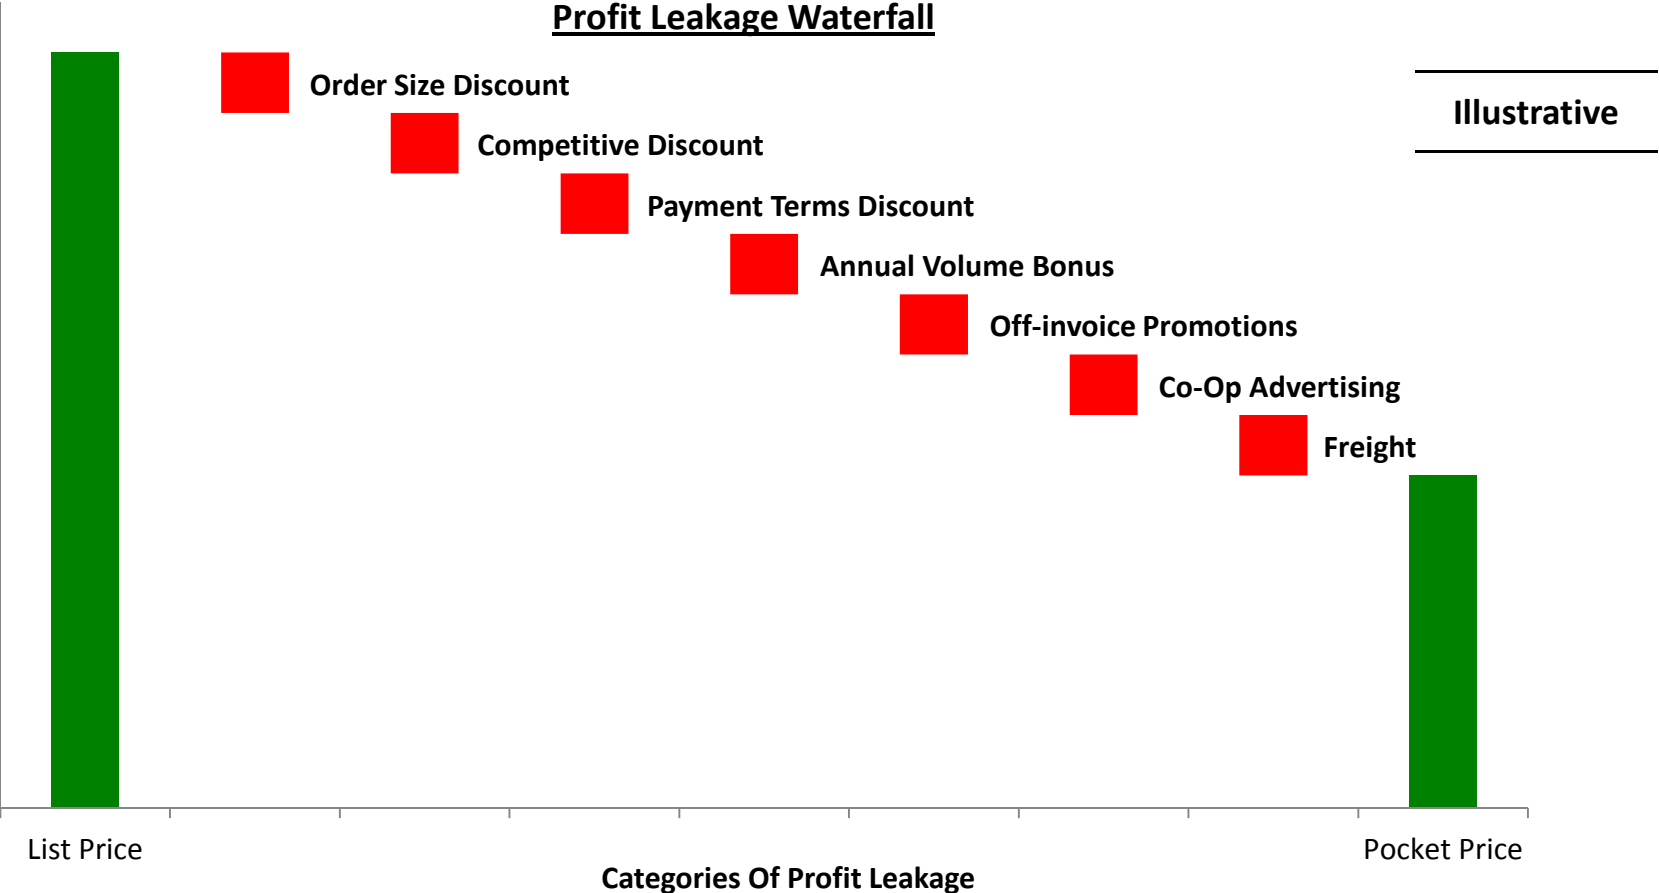 Profit Leakage Waterfall
Order Size Discount
Illustrative
Competitive Discount
Payment Terms Discount
Annual Volume Bonus
Off-invoice Promotions
Co-Op Advertising
Freight
List Price
Pocket Price
Categories Of Profit Leakage